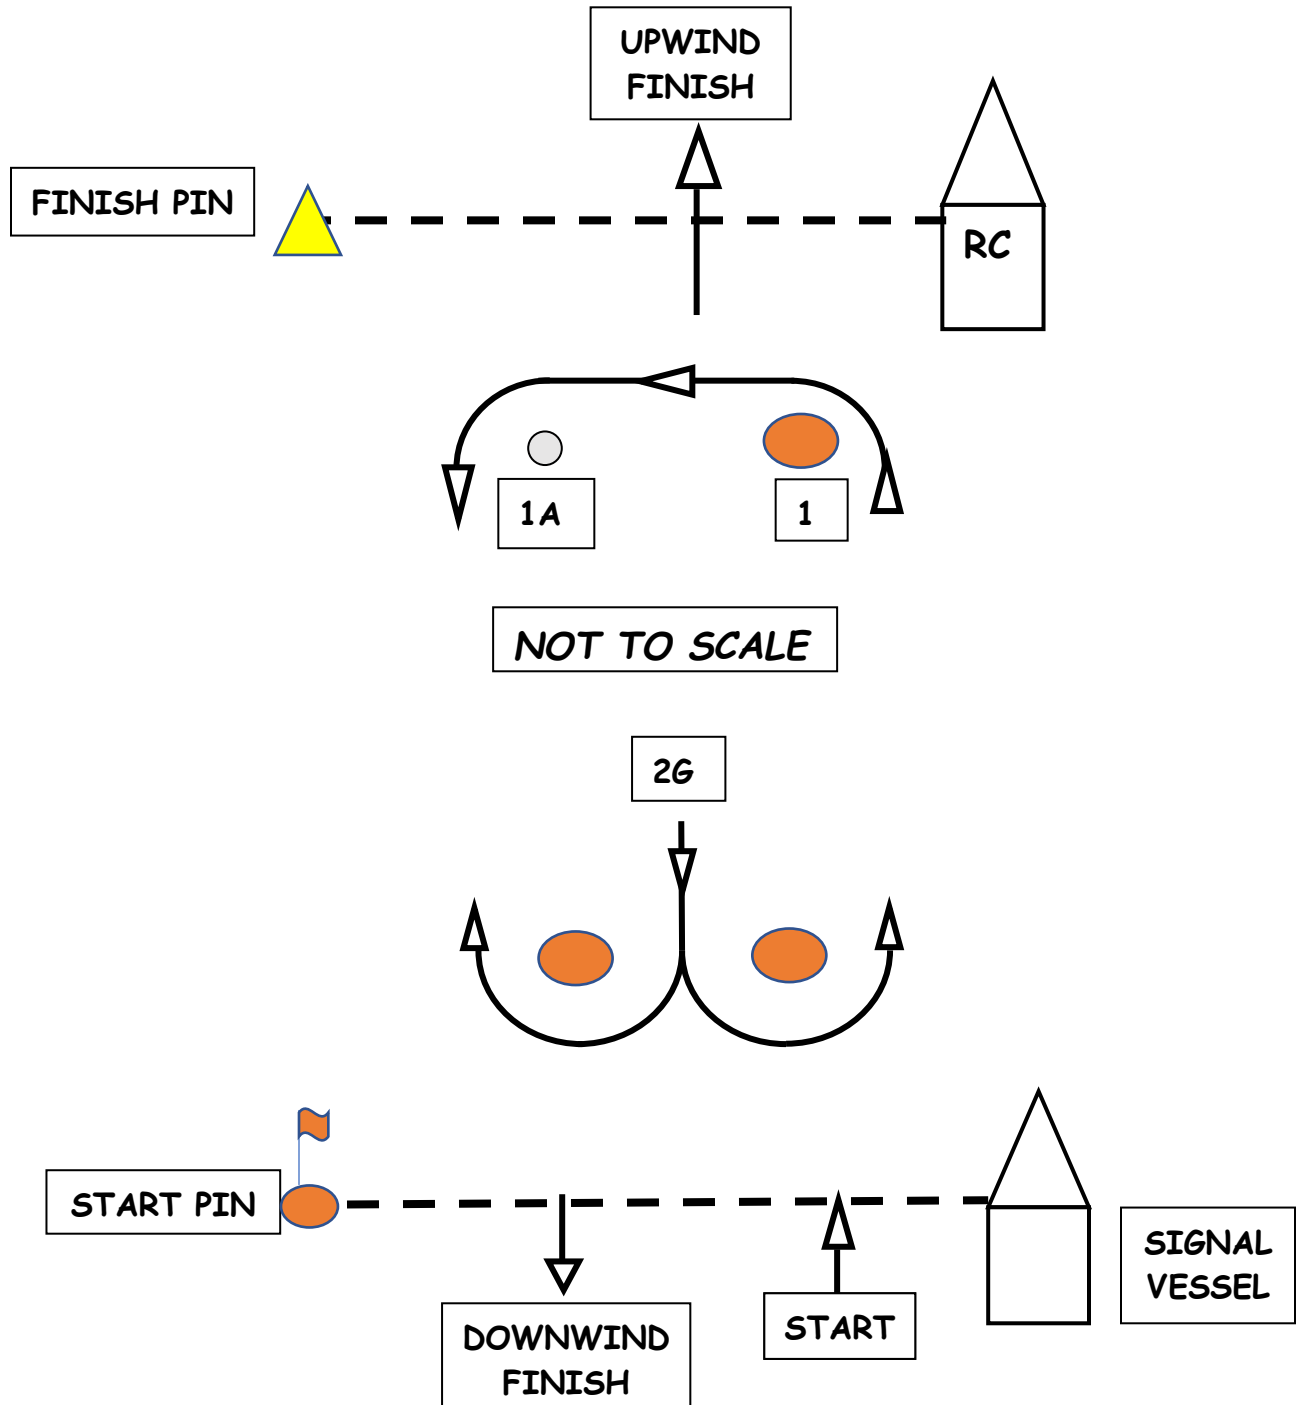 UPWIND
FINISH
FINISH PIN
RC
1A
1
NOT TO SCALE
2G
START PIN
SIGNAL
VESSEL
START
DOWNWIND
FINISH